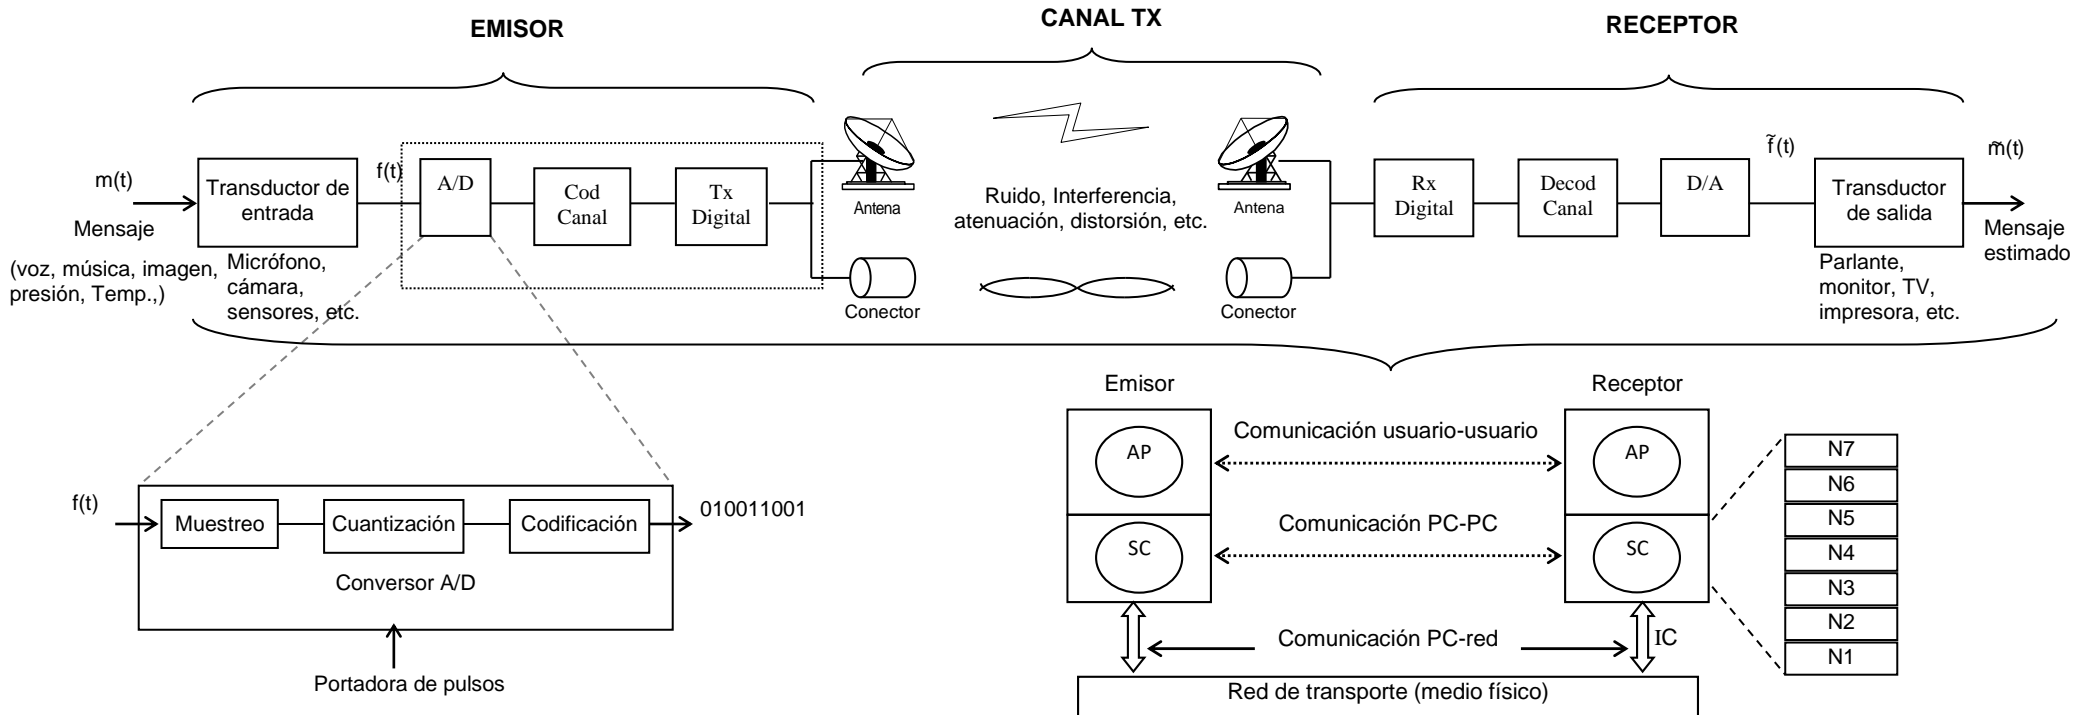 EMISOR
CANAL TX
RECEPTOR
m(t)
Mensaje
(voz, música, imagen,
presión, Temp.,)
Transductor de
entrada
Micrófono,
cámara,
sensores, etc.
f(t)
A/D
Cod
Canal
Tx
Digital
Antena
Conector
Ruido, Interferencia,
atenuación, distorsión, etc.
Antena
Conector
Rx
Digital
Decod
Canal
D/A
f̃(t)
Transductor
de salida
Parlante,
monitor, TV,
impresora, etc.
m̃(t)
Mensaje
estimado
f(t)
Muestreo
Cuantización
Codificación
010011001
Conversor A/D
Portadora de pulsos
Emisor
Receptor
AP
Comunicación usuario-usuario
AP
SC
Comunicación PC-PC
SC
Comunicación PC-red
IC
Red de transporte (medio físico)
N7
N6
N5
N4
N3
N2
N1